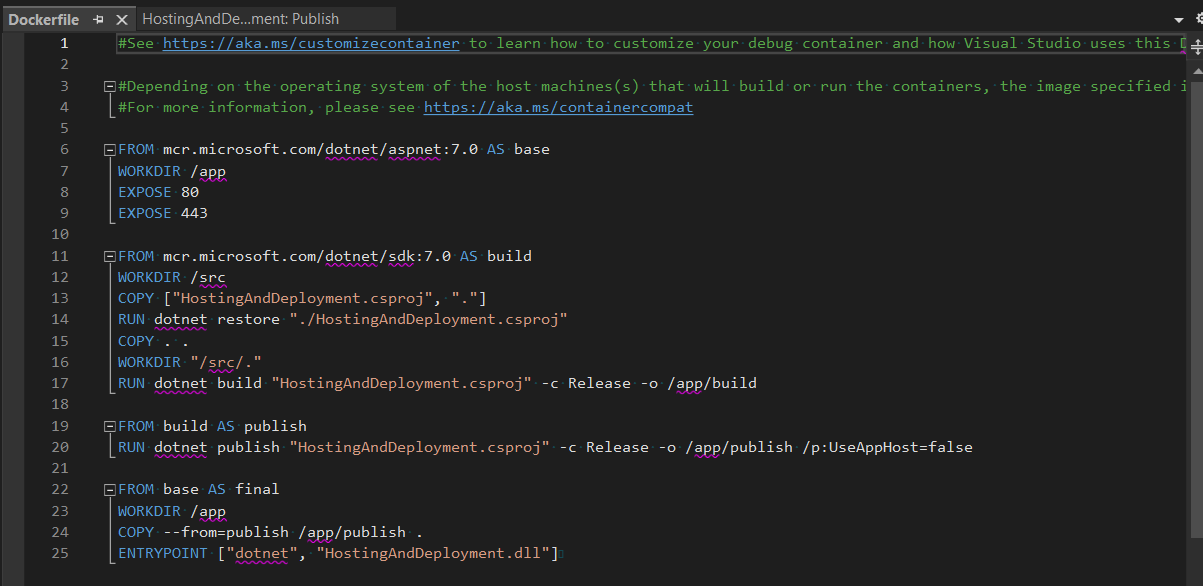 Dockerfile HostingAndDe...ment: Publish
1 #See https://aka.ms/customizecontainer to learn how to customize your debug container and how Visual Studio uses this
2
3 #Depending on the operating system of the host machines(s) that will build or run the containers, the image specified
4 #For more information, please see https://aka.ms/containercompat
5
6 FROM mcr.microsoft.com/dotnet/aspnet:7.0 AS base
7 WORKDIR /app
8 EXPOSE 80
9 EXPOSE 443
10
11 FROM mcr.microsoft.com/dotnet/sdk:7.0 AS build
12 WORKDIR /src
13 COPY ["HostingAndDeployment.csproj", "."]
14 RUN dotnet restore "./HostingAndDeployment.csproj"
15 COPY . .
16 WORKDIR "/src/."
17 RUN dotnet build "HostingAndDeployment.csproj" -c Release -o /app/build
18
19 FROM build AS publish
20 RUN dotnet publish "HostingAndDeployment.csproj" -c Release -o /app/publish /p:UseAppHost=false
21
22 FROM base AS final
23 WORKDIR /app
24 COPY --from=publish /app/publish .
25 ENTRYPOINT ["dotnet", "HostingAndDeployment.dll"]